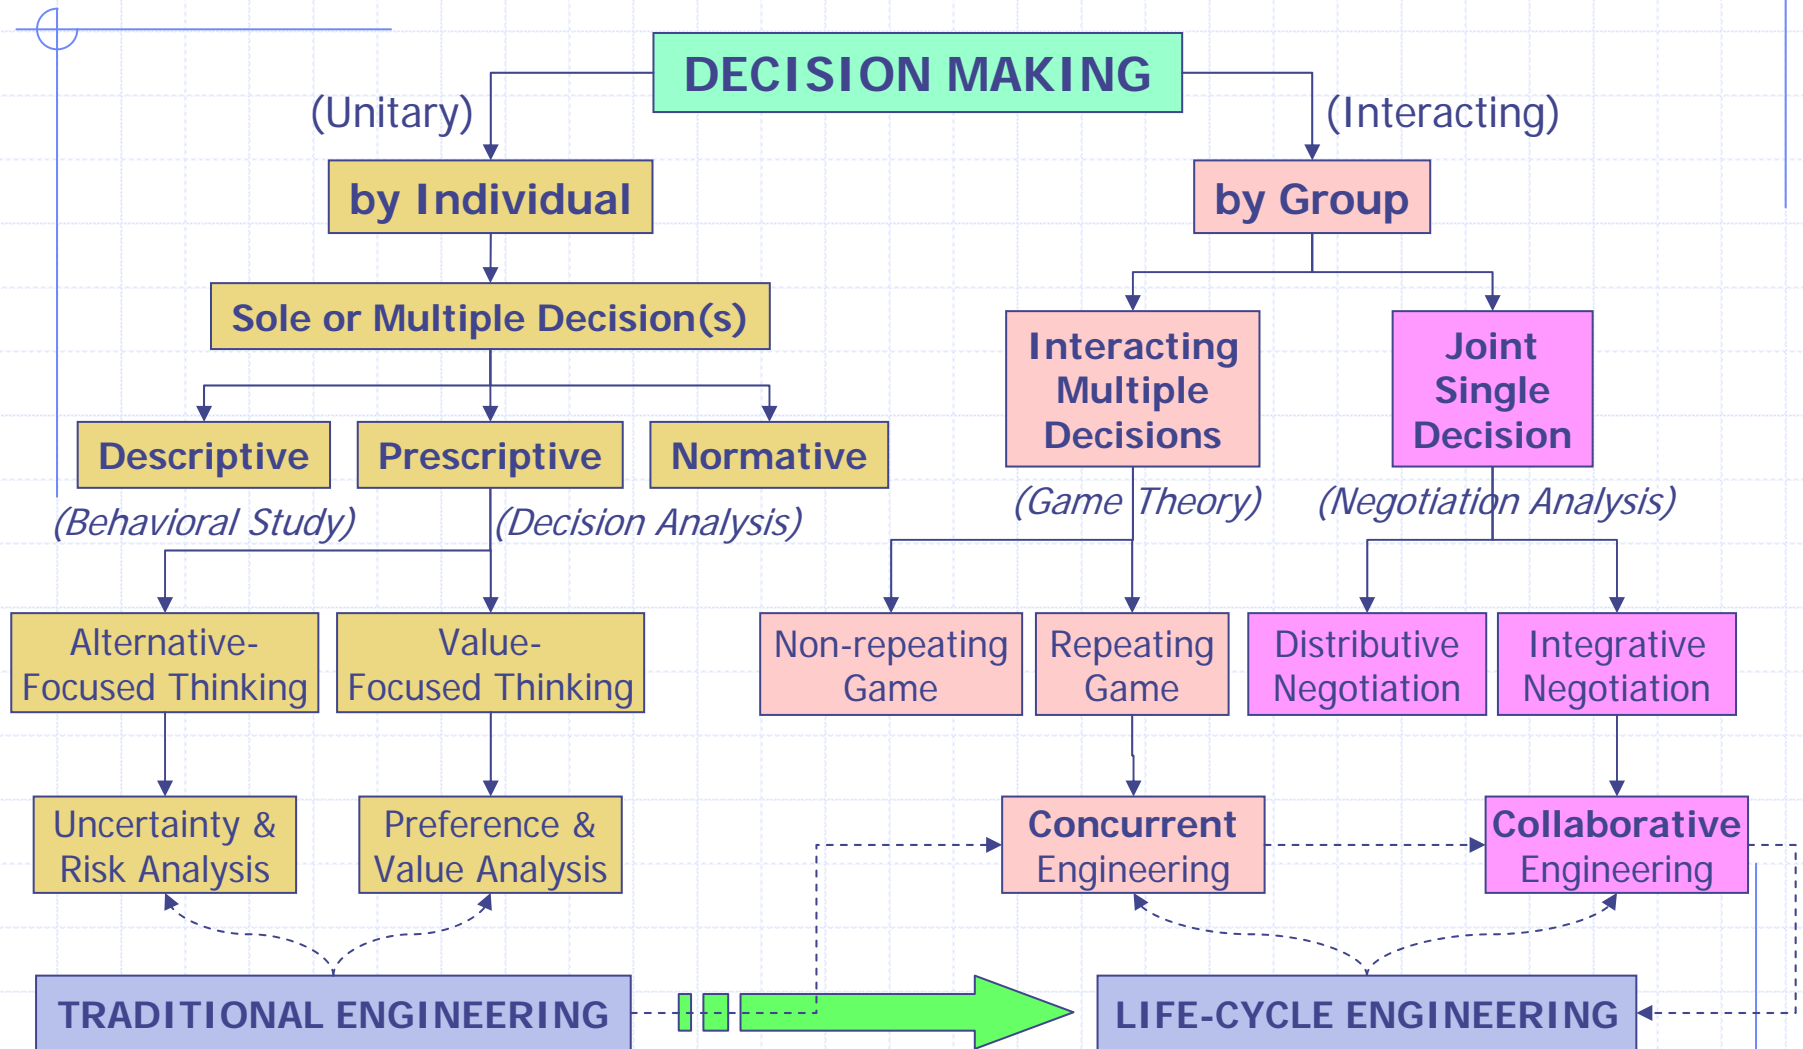 DECISION MAKING
(Unitary)
(Interacting)
by Individual
by Group
Sole or Multiple Decision(s)
Interacting
Multiple
Decisions
Joint
Single
Decision
Descriptive
Prescriptive
Normative
(Behavioral Study)
(Decision Analysis)
(Game Theory)
(Negotiation Analysis)
Alternative-
Focused Thinking
Value-
Focused Thinking
Non-repeating
Game
Repeating
Game
Distributive
Negotiation
Integrative
Negotiation
Uncertainty &
Risk Analysis
Preference &
Value Analysis
Concurrent
Engineering
Collaborative
Engineering
TRADITIONAL ENGINEERING
LIFE-CYCLE ENGINEERING